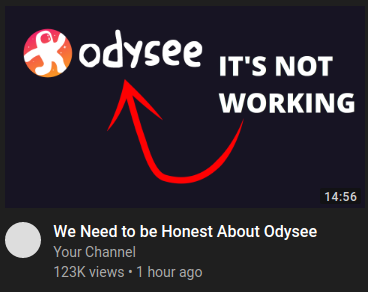 odysee
IT'S NOT
WORKING
14:56
We Need to be Honest About Odysee
Your Channel
123K views • 1 hour ago